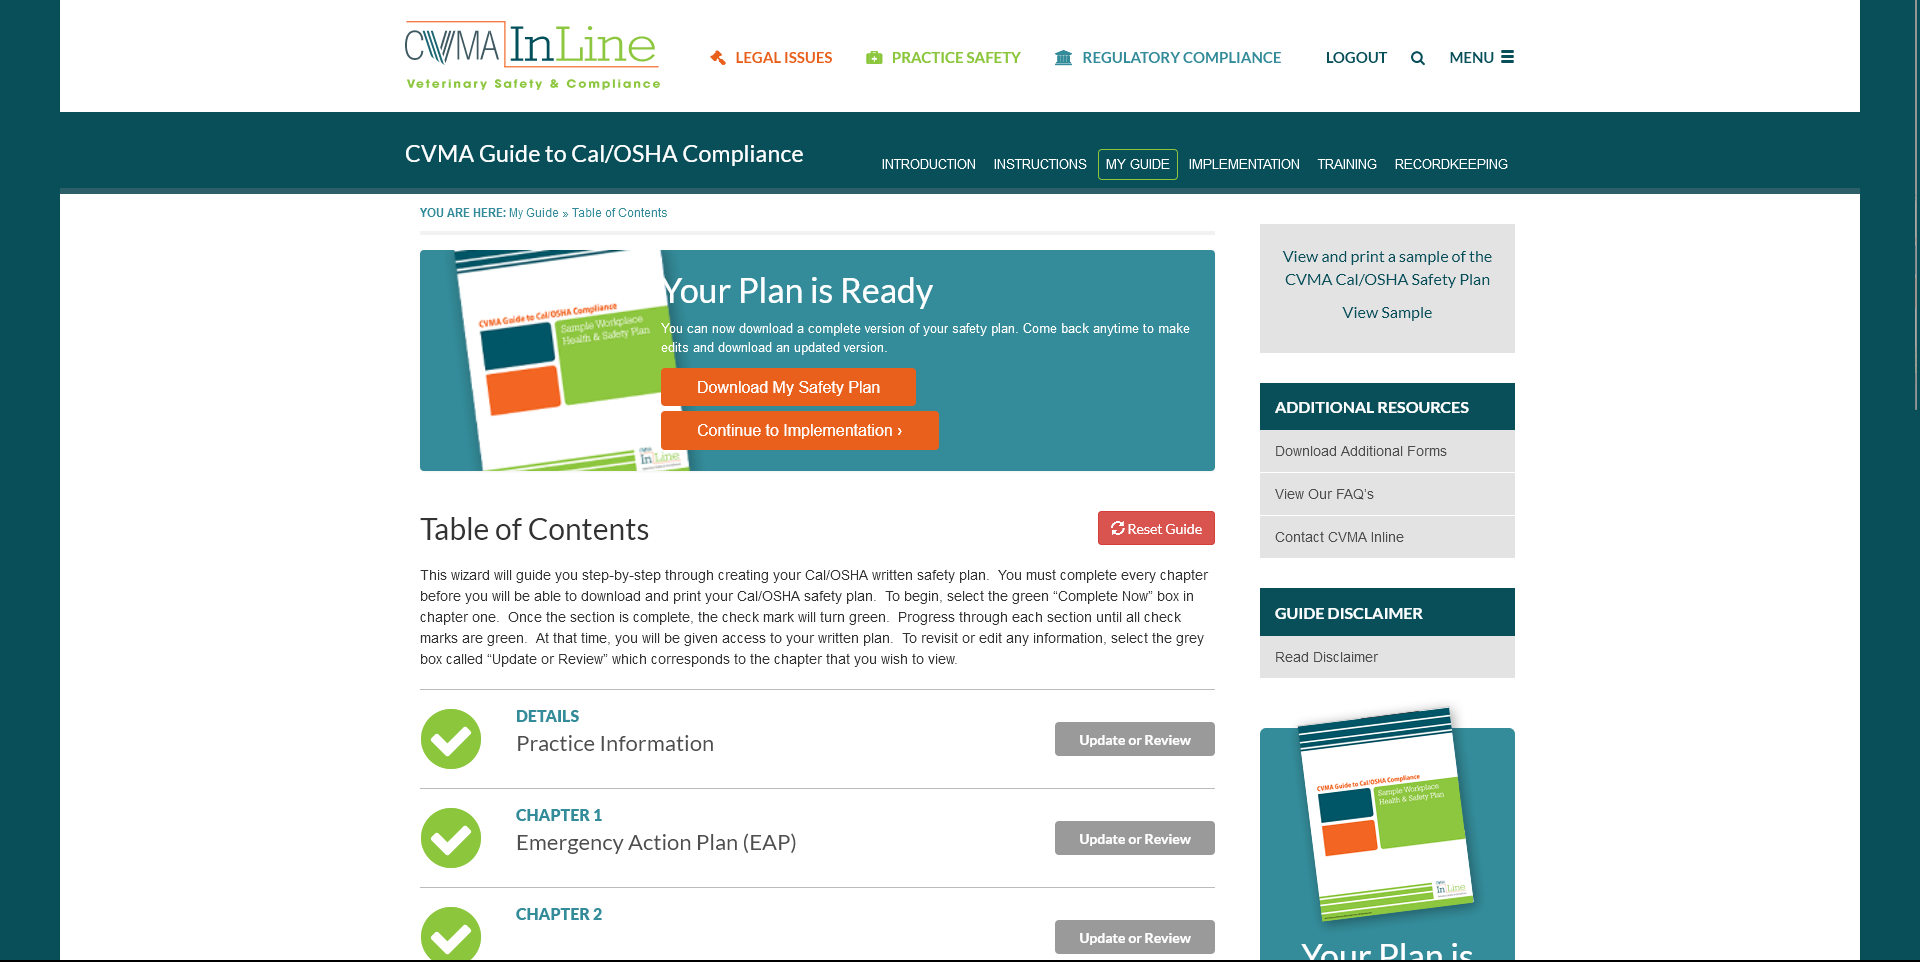 CVMA InLine
Veterinary Safety & Compliance
LEGAL ISSUES
PRACTICE SAFETY
REGULATORY COMPLIANCE
LOGOUT
MENU
CVMA Guide to Cal/OSHA Compliance
INTRODUCTION
INSTRUCTIONS
MY GUIDE
IMPLEMENTATION
TRAINING
RECORDKEEPING
YOU ARE HERE: My Guide » Table of Contents
CVMA Guide to Cal/OSHA Compliance
Sample Workplace
Health & Safety Plan
InLine
Your Plan is Ready
You can now download a complete version of your safety plan. Come back anytime to make
edits and download an updated version.
Download My Safety Plan
Continue to Implementation ›
Table of Contents
Reset Guide
This wizard will guide you step-by-step through creating your Cal/OSHA written safety plan.  You must complete every chapter
before you will be able to download and print your Cal/OSHA safety plan.  To begin, select the green “Complete Now” box in
chapter one.  Once the section is complete, the check mark will turn green.  Progress through each section until all check
marks are green.  At that time, you will be given access to your written plan.  To revisit or edit any information, select the grey
box called “Update or Review” which corresponds to the chapter that you wish to view.
DETAILS
Practice Information
Update or Review
CHAPTER 1
Emergency Action Plan (EAP)
Update or Review
CHAPTER 2
Update or Review
View and print a sample of the
CVMA Cal/OSHA Safety Plan
View Sample
ADDITIONAL RESOURCES
Download Additional Forms
View Our FAQ’s
Contact CVMA Inline
GUIDE DISCLAIMER
Read Disclaimer
CVMA Guide to Cal/OSHA Compliance
Sample Workplace
Health & Safety Plan
InLine
Your Plan is